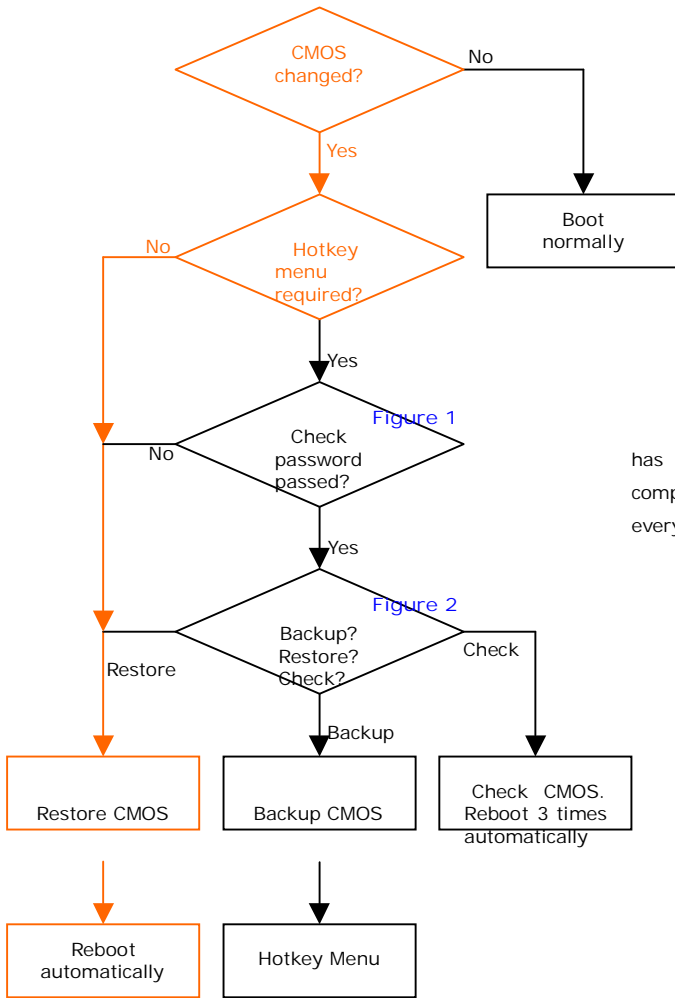 CMOS
changed?
No
Yes
Boot
normally
No
Hotkey
menu
required?
Yes
Figure 1
Check
password
passed?
No
has
Yes
every
Figure 2
Backup?
Restore?
Check?
Restore
Check
Backup
Restore CMOS
Backup CMOS
Check CMOS.
Reboot 3 times
automatically
Reboot
automatically
Hotkey Menu